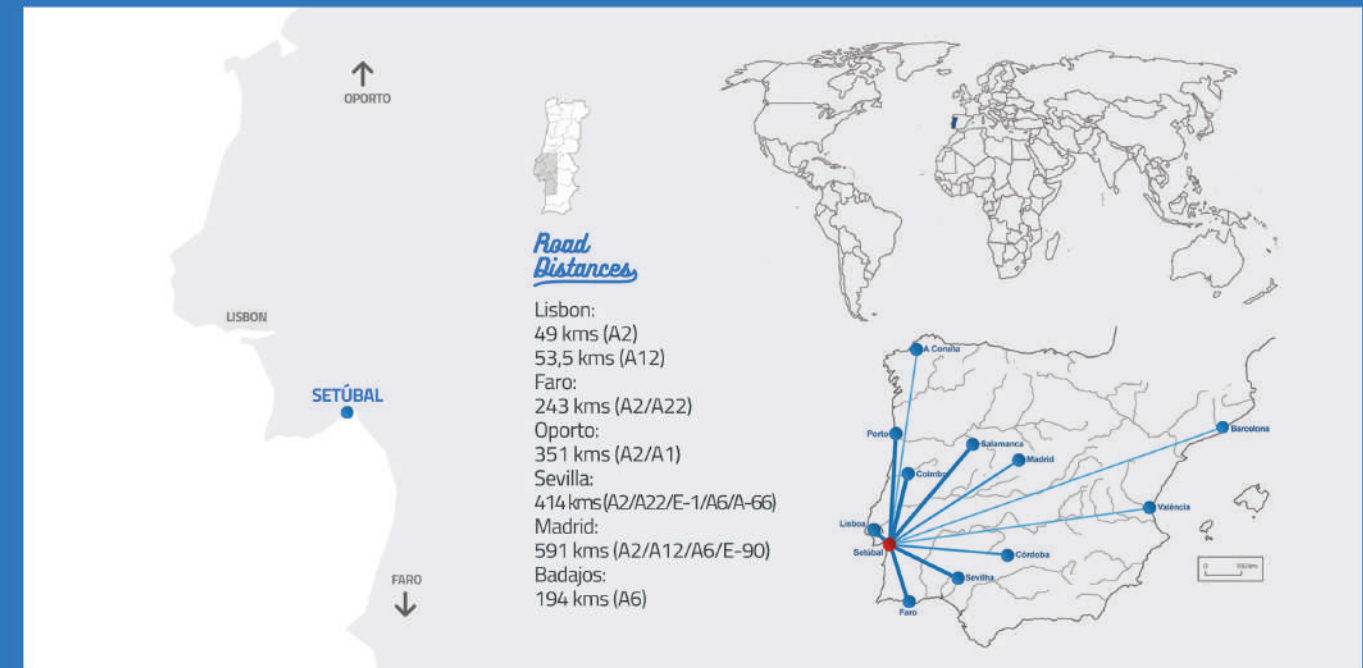 OPORTO
LISBON
SETÚBAL
FARO
Road
Distances
Lisbon:
49 kms (A2)
53,5 kms (A12)
Faro:
243 kms (A2/A22)
Oporto:
351 kms (A2/A1)
Sevilla:
414 kms (A2/A22/E-1/A6/A-66)
Madrid:
591 kms (A2/A12/A6/E-90)
Badajos:
194 kms (A6)
A Coruña
Porto
Salamanca
Barcelona
Madrid
Coimbra
Valência
Lisboa
Setúbal
Córdoba
Sevilha
Faro
0